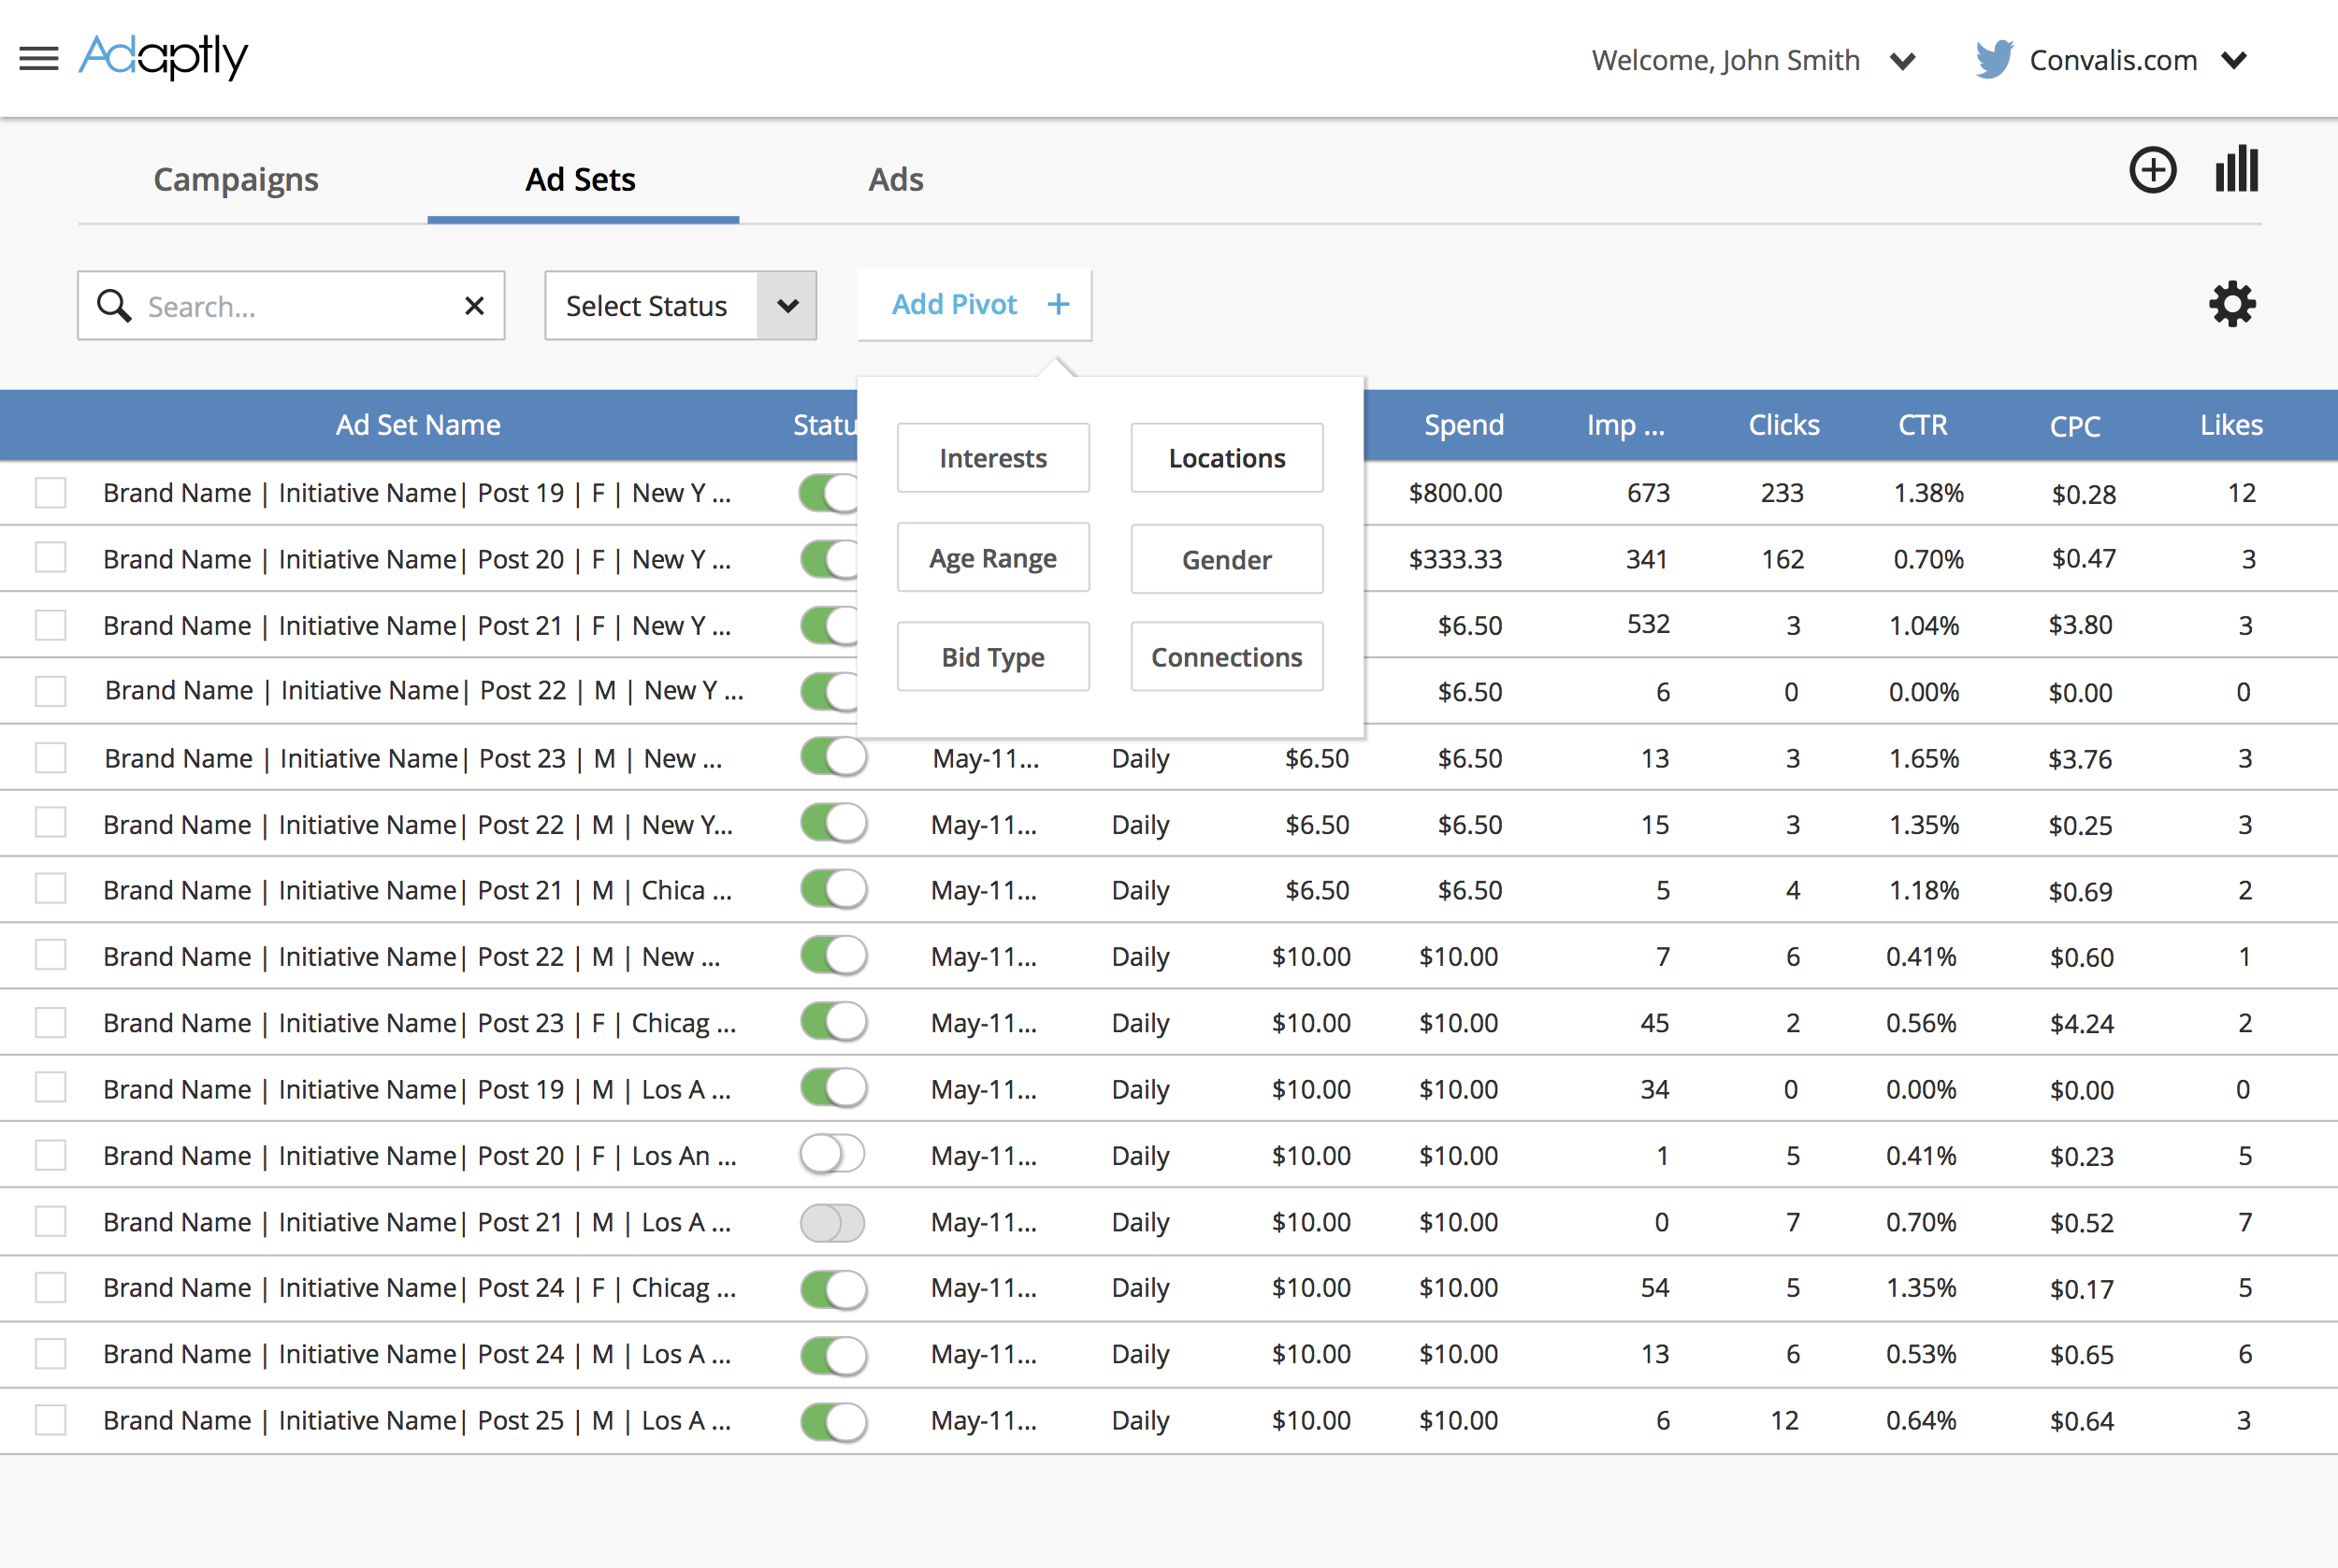 Adaptly
Welcome, John Smith
Convalis.com
Campaigns
Ad Sets
Ads
Search...
Select Status
Add Pivot +
Ad Set Name Statu Spend Imp ... Clicks CTR CPC Likes
Interests
Locations
Age Range
Gender
Bid Type
Connections
Brand Name | Initiative Name| Post 19 | F | New Y ... $800.00 673 233 1.38% $0.28 12
Brand Name | Initiative Name| Post 20 | F | New Y ... $333.33 341 162 0.70% $0.47 3
Brand Name | Initiative Name| Post 21 | F | New Y ... $6.50 532 3 1.04% $3.80 3
Brand Name | Initiative Name| Post 22 | M | New Y ... $6.50 6 0 0.00% $0.00 0
Brand Name | Initiative Name| Post 23 | M | New ... May-11... Daily $6.50 $6.50 13 3 1.65% $3.76 3
Brand Name | Initiative Name| Post 22 | M | New Y... May-11... Daily $6.50 $6.50 15 3 1.35% $0.25 3
Brand Name | Initiative Name| Post 21 | M | Chica ... May-11... Daily $6.50 $6.50 5 4 1.18% $0.69 2
Brand Name | Initiative Name| Post 22 | M | New ... May-11... Daily $10.00 $10.00 7 6 0.41% $0.60 1
Brand Name | Initiative Name| Post 23 | F | Chicag ... May-11... Daily $10.00 $10.00 45 2 0.56% $4.24 2
Brand Name | Initiative Name| Post 19 | M | Los A ... May-11... Daily $10.00 $10.00 34 0 0.00% $0.00 0
Brand Name | Initiative Name| Post 20 | F | Los An ... May-11... Daily $10.00 $10.00 1 5 0.41% $0.23 5
Brand Name | Initiative Name| Post 21 | M | Los A ... May-11... Daily $10.00 $10.00 0 7 0.70% $0.52 7
Brand Name | Initiative Name| Post 24 | F | Chicag ... May-11... Daily $10.00 $10.00 54 5 1.35% $0.17 5
Brand Name | Initiative Name| Post 24 | M | Los A ... May-11... Daily $10.00 $10.00 13 6 0.53% $0.65 6
Brand Name | Initiative Name| Post 25 | M | Los A ... May-11... Daily $10.00 $10.00 6 12 0.64% $0.64 3